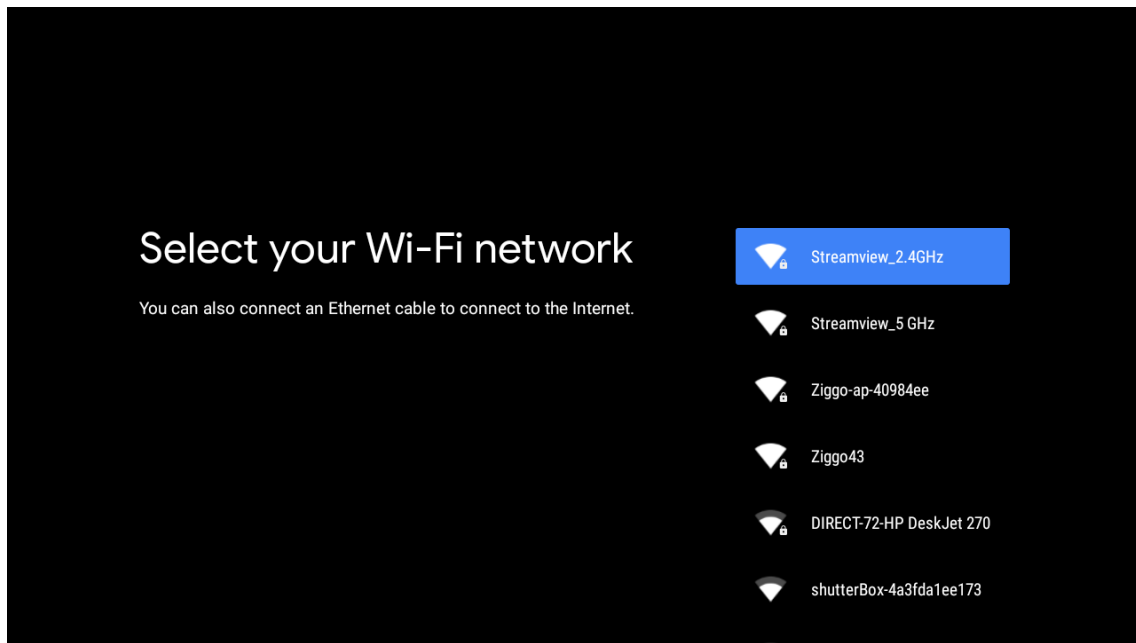 Select your Wi-Fi network
You can also connect an Ethernet cable to connect to the Internet.
Streamview_2.4GHz
Streamview_5 GHz
Ziggo-ap-40984ee
Ziggo43
DIRECT-72-HP DeskJet 270
shutterBox-4a3fda1ee173